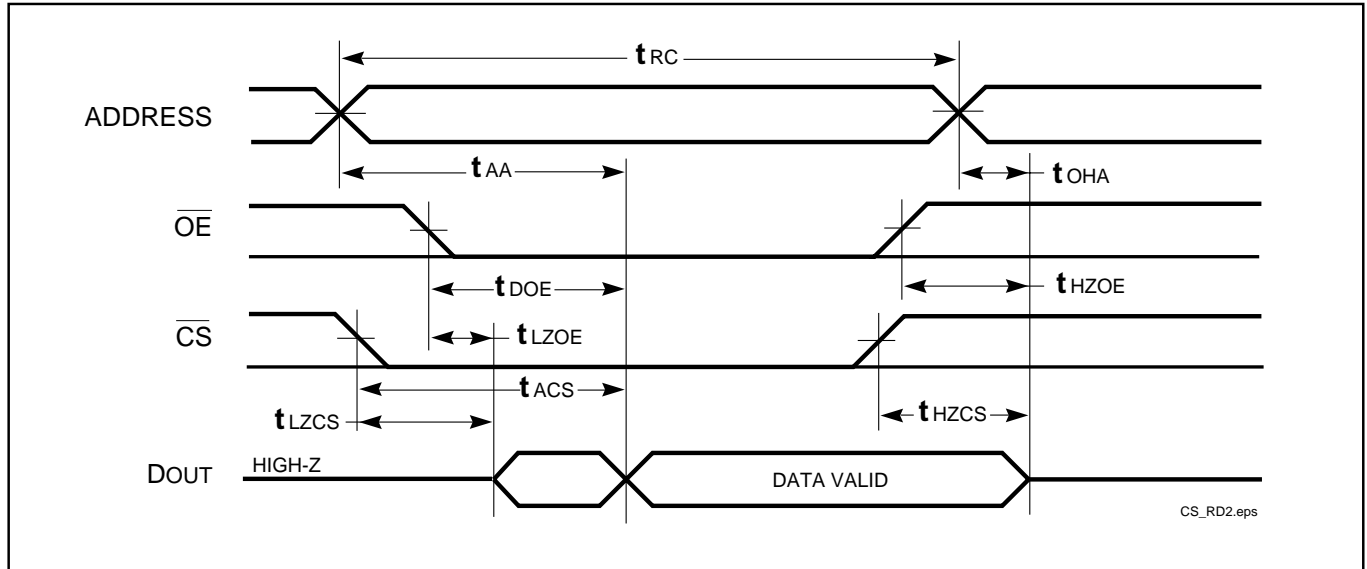 tRC
ADDRESS
tAA
tOHA
OE
tDOE
tHZOE
CS
tLZOE
tACS
tLZCS
tHZCS
DOUT
HIGH-Z
DATA VALID
CS_RD2.eps